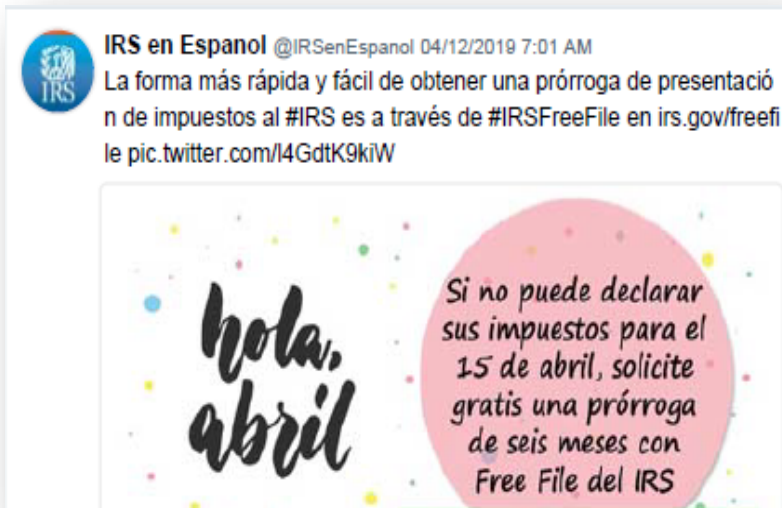 IRS en Espanol @IRSenEspanol 04/12/2019 7:01 AM
La forma más rápida y fácil de obtener una prórroga de presentació
n de impuestos al #IRS es a través de #IRSFreeFile en irs.gov/freefi
le pic.twitter.com/l4GdtK9kiW
IRS
hola,
abril
Si no puede declarar
sus impuestos para el
15 de abril, solicite
gratis una prórroga
de seis meses con
Free File del IRS